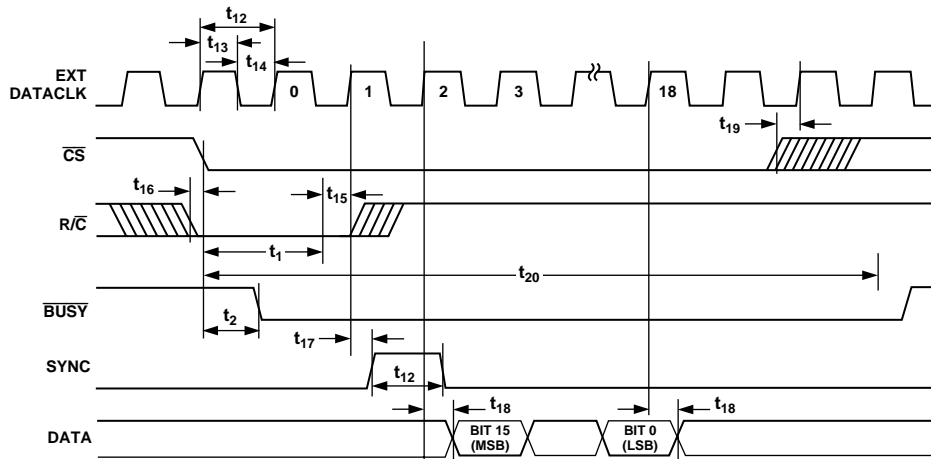 t12
t13
t14
EXT
DATACLK
0 1 2 3 18
t19
CS
t16
t15
R/C
t1
t20
BUSY
t2
t17
SYNC
t12
t18
t18
DATA
BIT 15
(MSB)
BIT 0
(LSB)